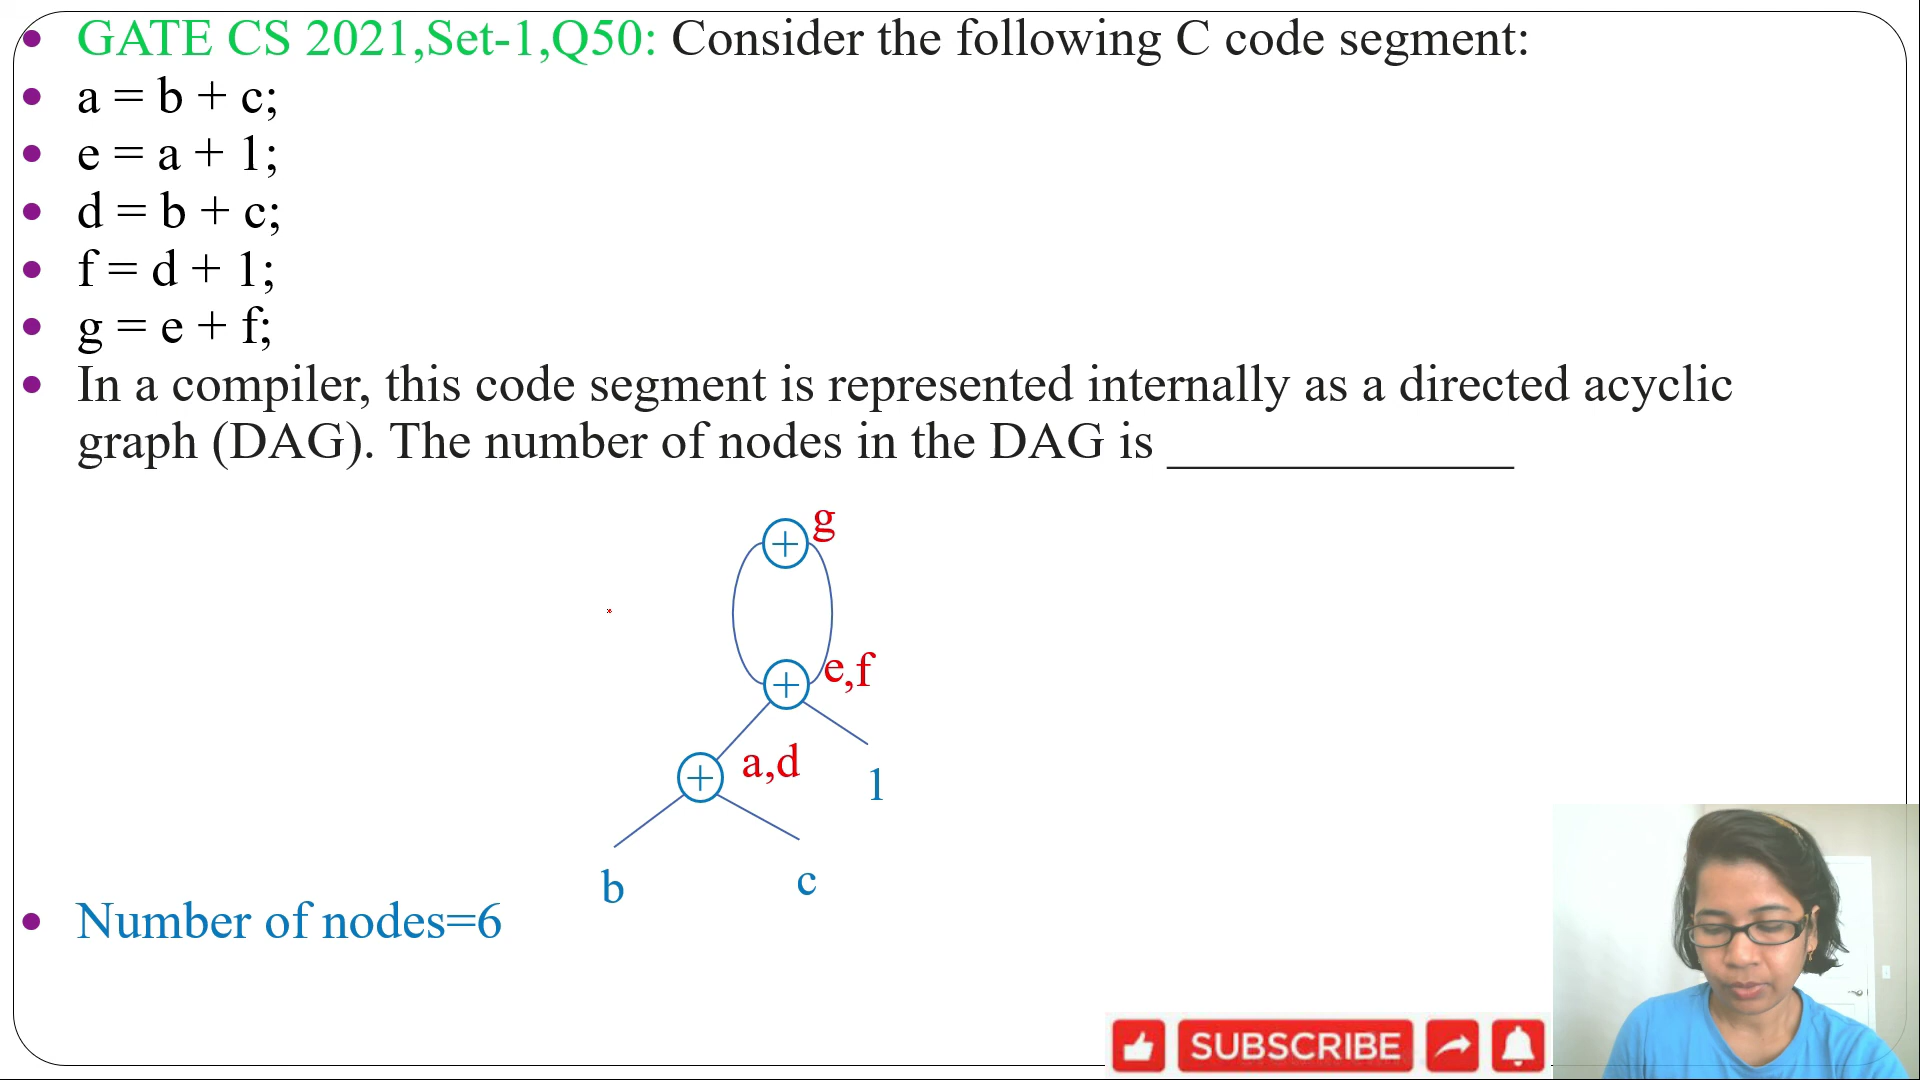 GATE CS 2021,Set-1,Q50: Consider the following C code segment:
a = b + c;
e = a + 1;
d = b + c;
f = d + 1;
g = e + f;
In a compiler, this code segment is represented internally as a directed acyclic
graph (DAG). The number of nodes in the DAG is _______________
+ g
+ e,f
+ a,d
1
b
c
Number of nodes=6
SUBSCRIBE